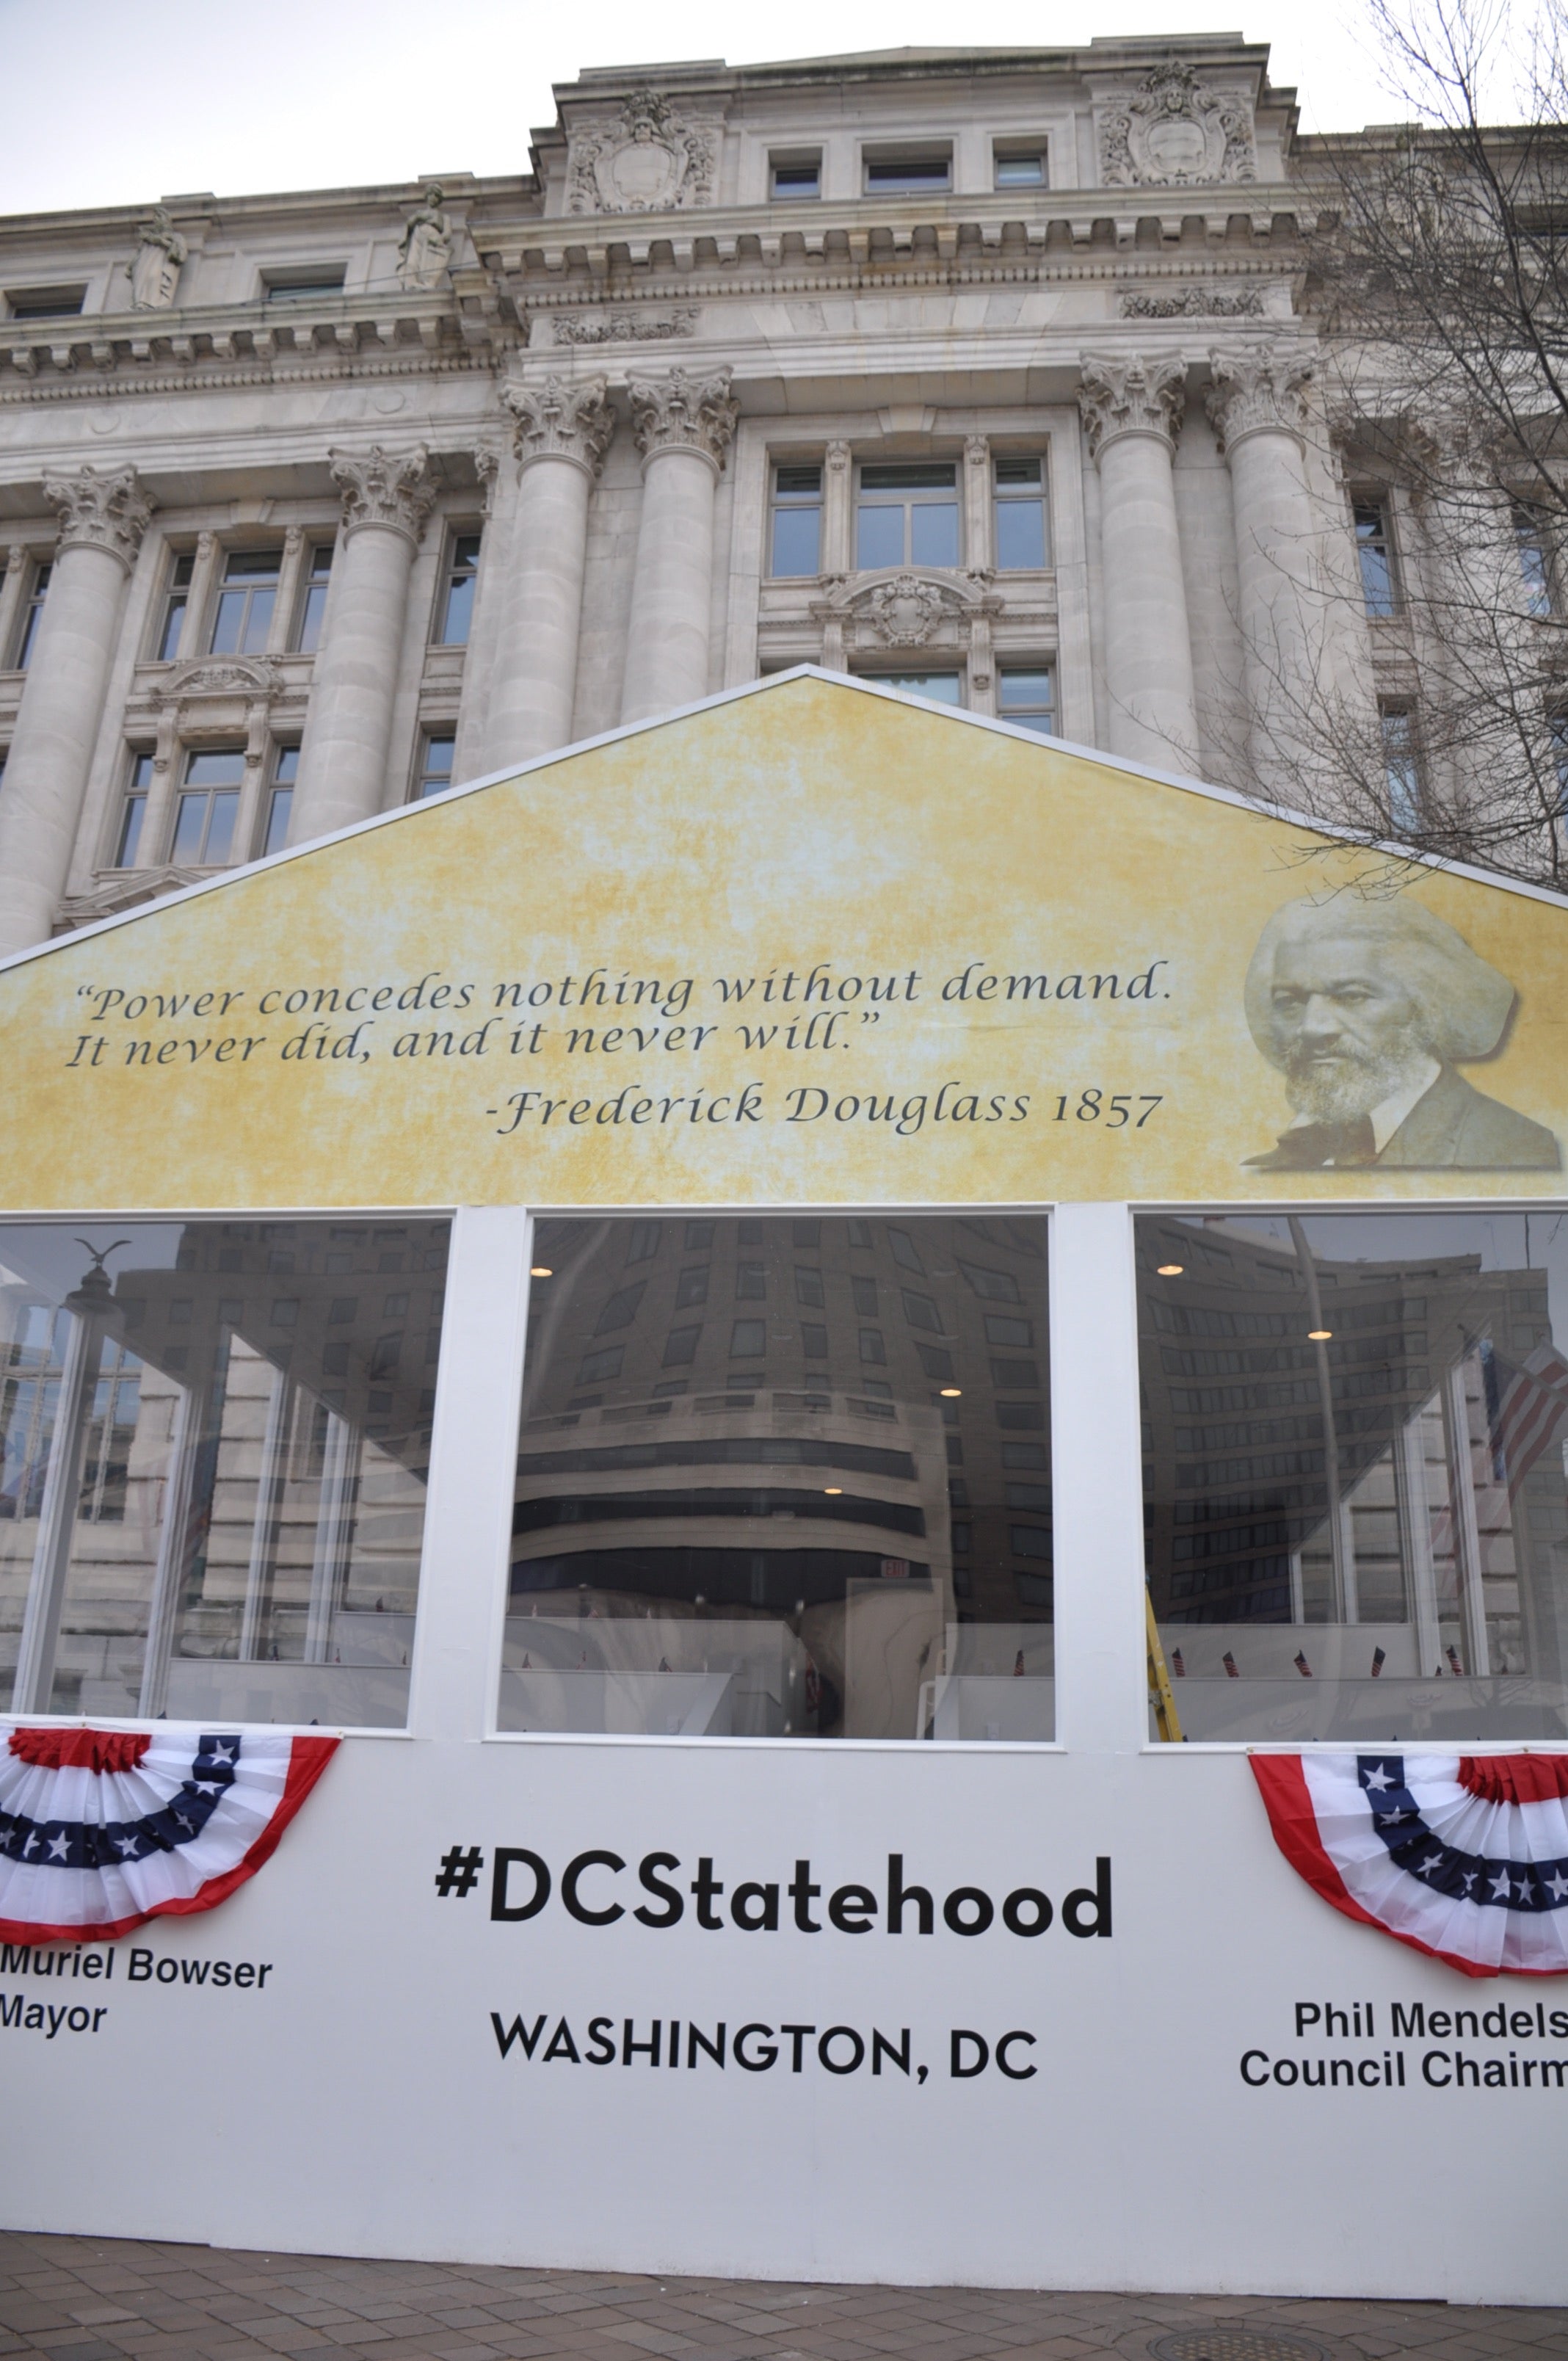 “Power concedes nothing without demand.
It never did, and it never will.”
-Frederick Douglass 1857
EXIT
#DCStatehood
Muriel Bowser
Mayor
WASHINGTON, DC
Phil Mendels
Council Chairm